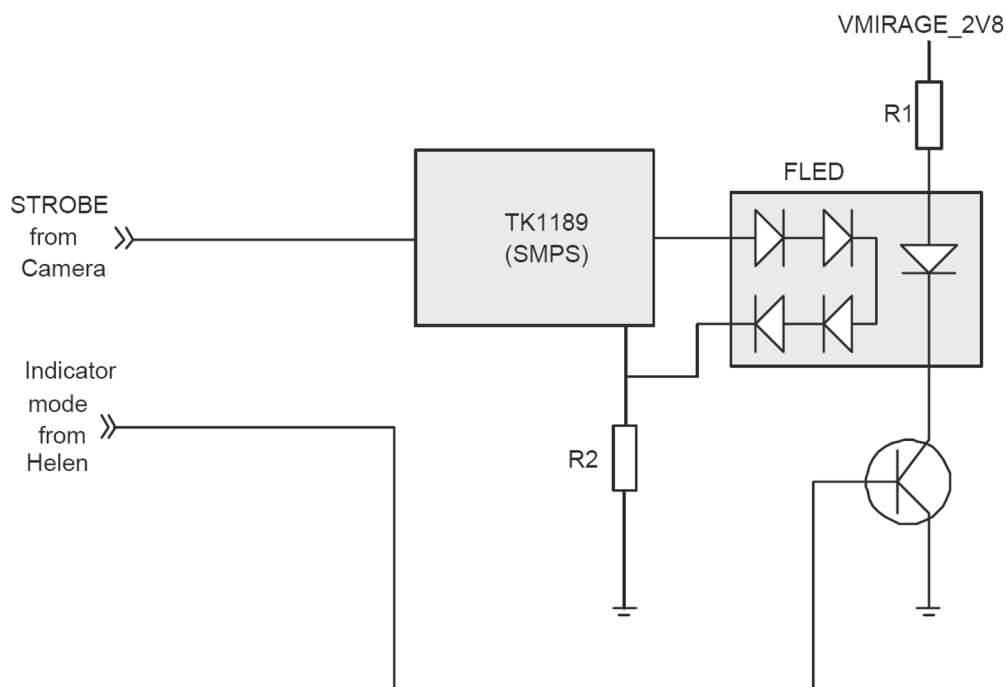 VMIRAGE_2V8
R1
FLED
STROBE
from
Camera
TK1189
(SMPS)
Indicator
mode
from
Helen
R2